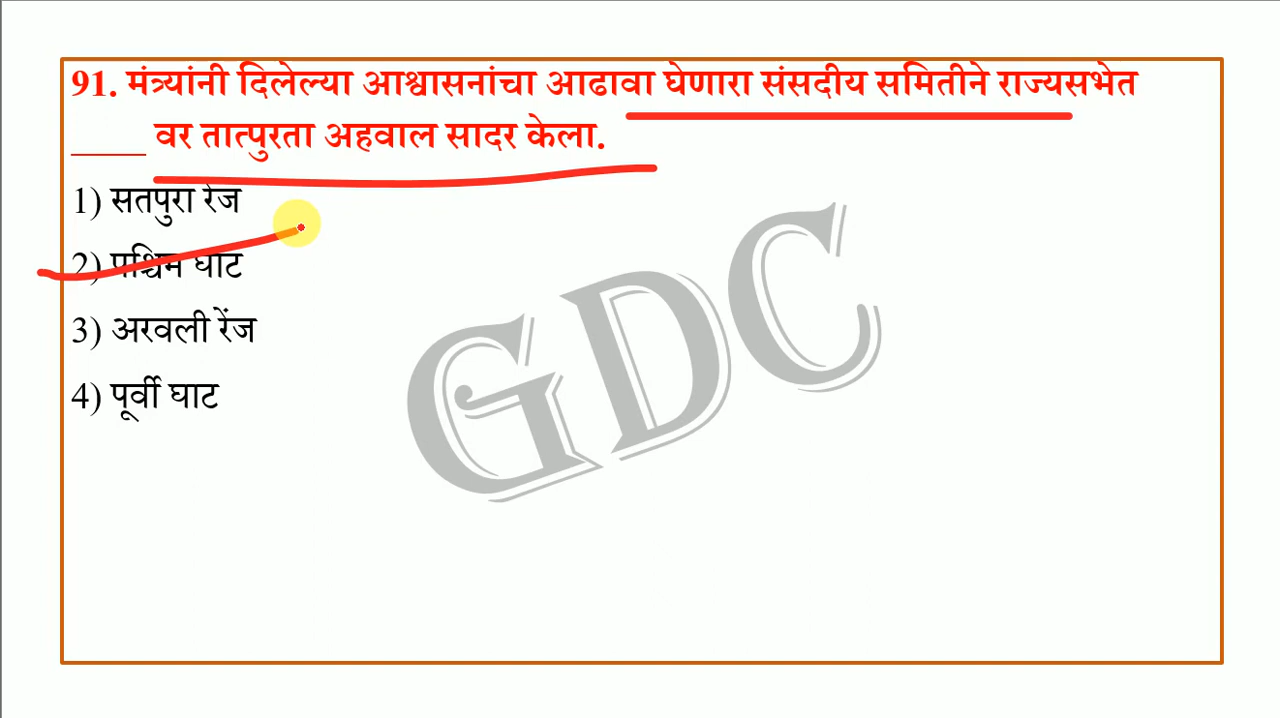 91. मंत्र्यांनी दिलेल्या आश्वासनांचा आढावा घेणारा संसदीय समितीने राज्यसभेत
_____ वर तात्पुरता अहवाल सादर केला.
1) सतपुरा रेंज
2) पश्चिम घाट
3) अरवली रेंज
4) पूर्वी घाट
GDC